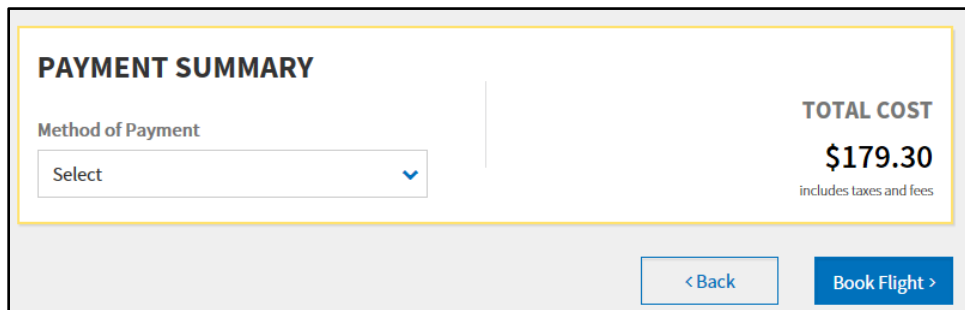 PAYMENT SUMMARY
Method of Payment
Select
TOTAL COST
$179.30
includes taxes and fees
< Back
Book Flight >